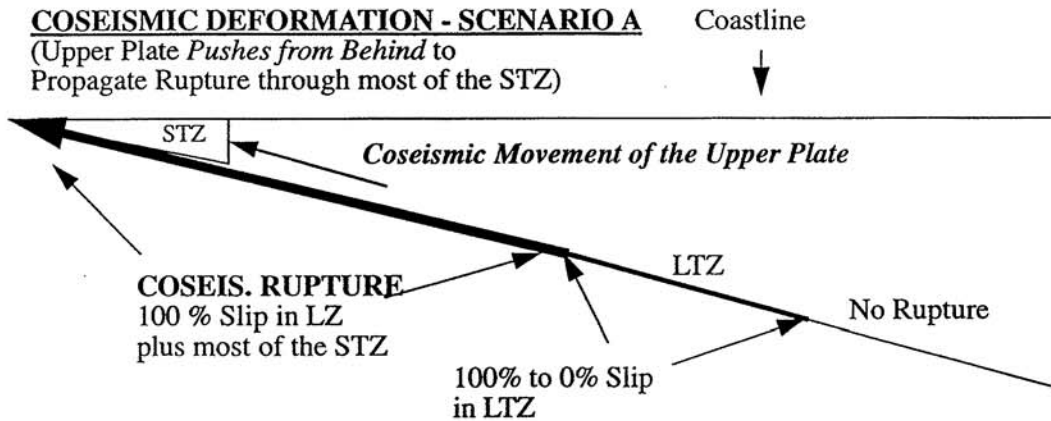 COSEISMIC DEFORMATION - SCENARIO A
(Upper Plate Pushes from Behind to
Propagate Rupture through most of the STZ)
Coastline
STZ
Coseismic Movement of the Upper Plate
COSEIS. RUPTURE
100 % Slip in LZ
plus most of the STZ
LTZ
No Rupture
100% to 0% Slip
in LTZ